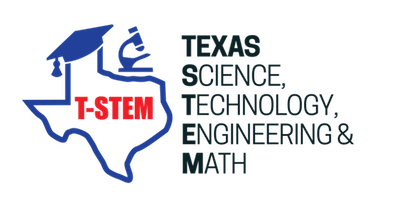 T-STEM
TEXAS
SCIENCE,
TECHNOLOGY,
ENGINEERING &
MATH